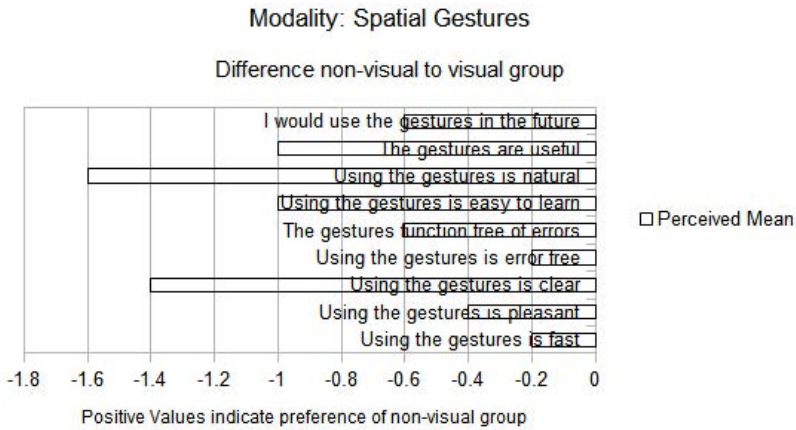 Modality: Spatial Gestures
Difference non-visual to visual group
I would use the gestures in the future
The gestures are useful
Using the gestures is natural
Using the gestures is easy to learn
The gestures function free of errors
Using the gestures is error free
Using the gestures is clear
Using the gestures is pleasant
Using the gestures is fast
Perceived Mean
-1.8 -1.6 -1.4 -1.2 -1 -0.8 -0.6 -0.4 -0.2 0
Positive Values indicate preference of non-visual group